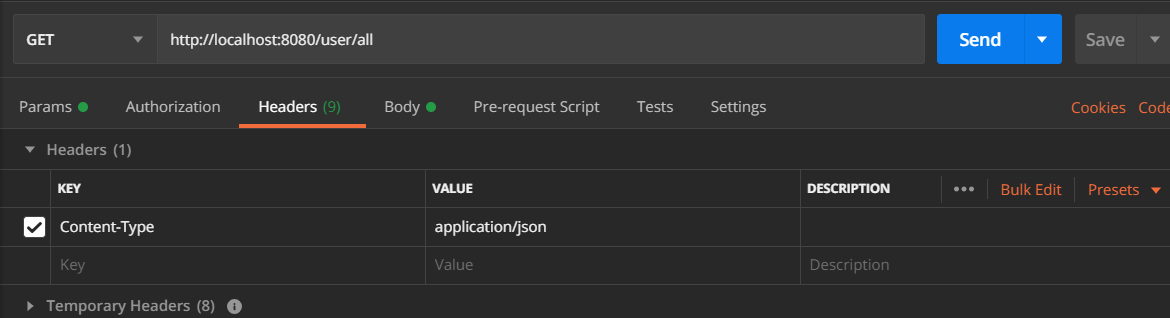 GET http://localhost:8080/user/all Send Save
Params Authorization Headers (9) Body Pre-request Script Tests Settings Cookies Code
Headers (1)
KEY VALUE DESCRIPTION ••• Bulk Edit Presets
Content-Type application/json
Key Value Description
Temporary Headers (8) i